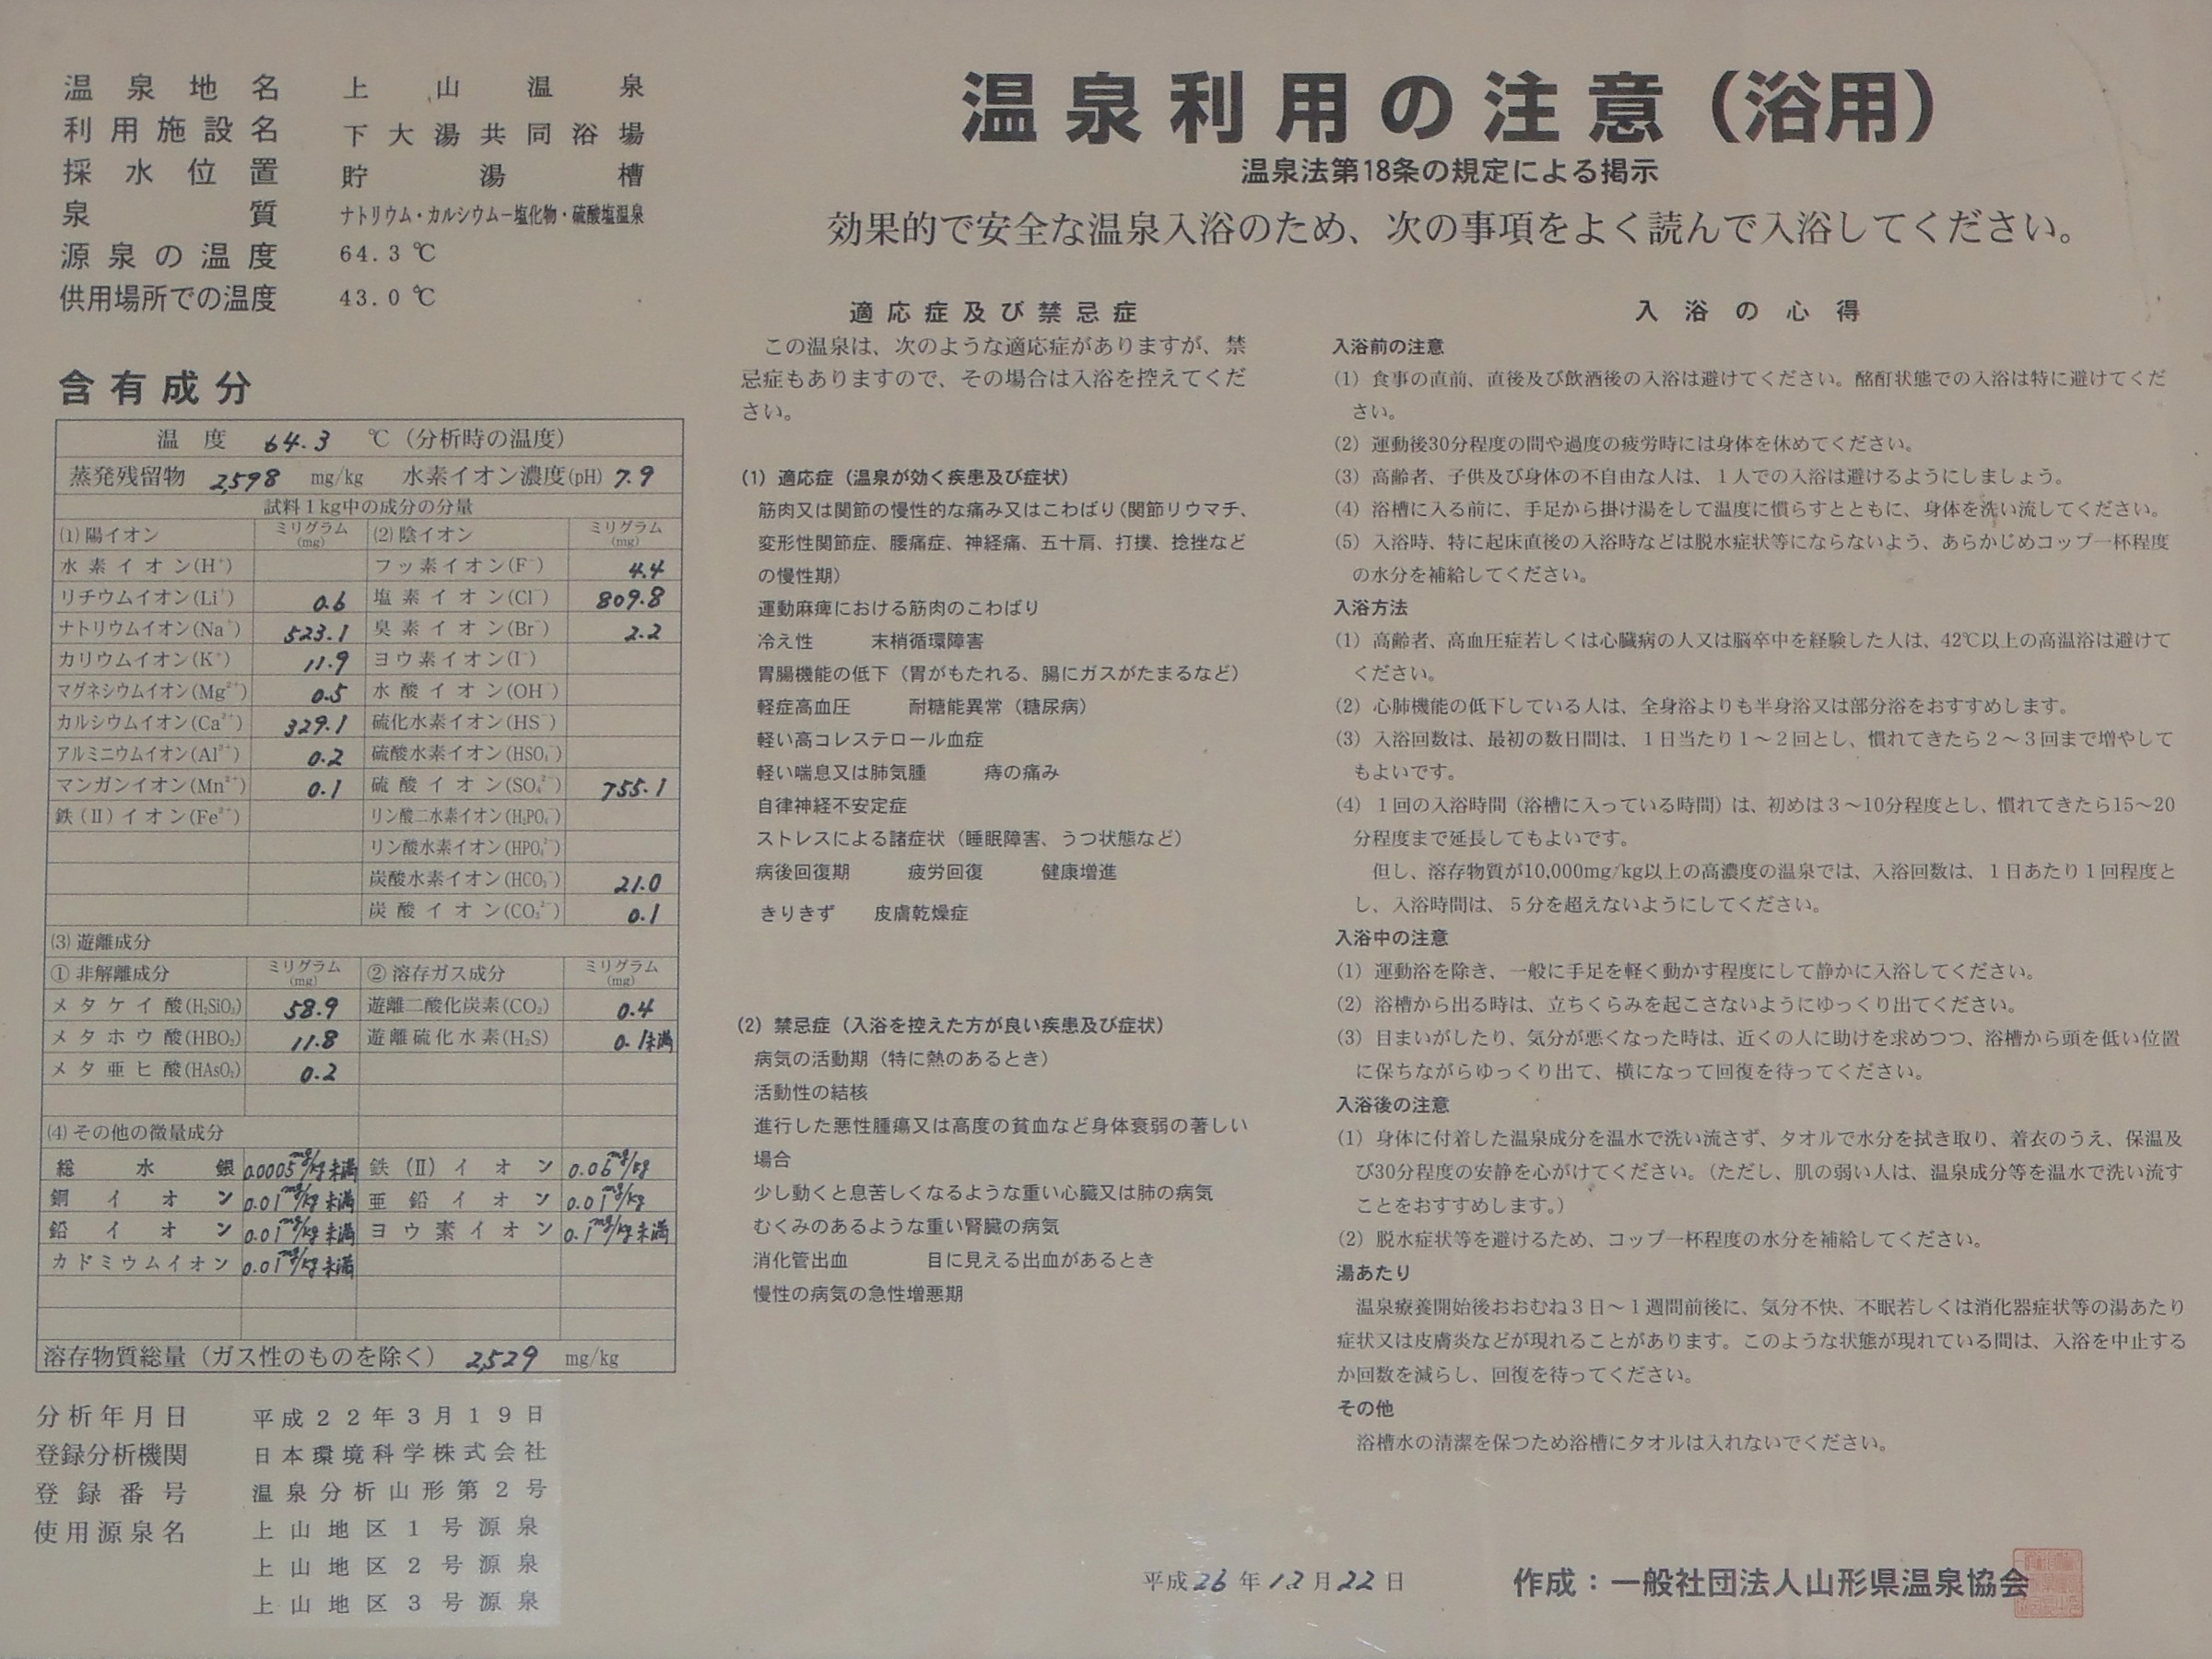 温泉地名 上山温泉
利用施設名 下大湯共同浴場
採水位置 貯湯槽
泉質 ナトリウム・カルシウム－塩化物・硫酸塩温泉
源泉の温度 64.3℃
供用場所での温度 43.0℃
含有成分
温度 64.3 ℃（分析時の温度）
蒸発残留物 2,598 mg/kg 水素イオン濃度(pH) 7.9
試料1kg中の成分の分量
(1)陽イオン ミリグラム(mg) (2)陰イオン ミリグラム(mg)
水素イオン(H⁺) フッ素イオン(F⁻) 4.4
リチウムイオン(Li⁺) 0.6 塩素イオン(Cl⁻) 809.8
ナトリウムイオン(Na⁺) 523.1 臭素イオン(Br⁻) 2.2
カリウムイオン(K⁺) 11.9 ヨウ素イオン(I⁻)
マグネシウムイオン(Mg²⁺) 0.5 水酸イオン(OH⁻)
カルシウムイオン(Ca²⁺) 329.1 硫化水素イオン(HS⁻)
アルミニウムイオン(Al³⁺) 0.2 硫酸水素イオン(HSO₄⁻)
マンガンイオン(Mn²⁺) 0.1 硫酸イオン(SO₄²⁻) 755.1
鉄(II)イオン(Fe²⁺) リン酸二水素イオン(H₂PO₄⁻)
リン酸水素イオン(HPO₄²⁻)
炭酸水素イオン(HCO₃⁻) 21.0
炭酸イオン(CO₃²⁻) 0.1
(3)遊離成分
① 非解離成分 ミリグラム(mg) ② 溶存ガス成分 ミリグラム(mg)
メタケイ酸(H₂SiO₃) 58.9 遊離二酸化炭素(CO₂) 0.4
メタホウ酸(HBO₂) 11.8 遊離硫化水素(H₂S) 0.1未満
メタ亜ヒ酸(HAsO₂) 0.2
(4)その他の微量成分
総水銀 0.0005mg/kg未満 鉄(II)イオン 0.06mg/kg
銅イオン 0.01mg/kg未満 亜鉛イオン 0.01mg/kg
鉛イオン 0.01mg/kg未満 ヨウ素イオン 0.1mg/kg未満
カドミウムイオン 0.01mg/kg未満
溶存物質総量（ガス性のものを除く） 2,529 mg/kg
分析年月日 平成22年3月19日
登録分析機関 日本環境科学株式会社
登録番号 温泉分析山形第2号
使用源泉名 上山地区1号源泉
上山地区2号源泉
上山地区3号源泉
温泉利用の注意（浴用）
温泉法第18条の規定による掲示
効果的で安全な温泉入浴のため、次の事項をよく読んで入浴してください。
適応症及び禁忌症
この温泉は、次のような適応症がありますが、禁
忌症もありますので、その場合は入浴を控えてくだ
さい。
(1) 適応症（温泉が効く疾患及び症状）
筋肉又は関節の慢性的な痛み又はこわばり（関節リウマチ、
変形性関節症、腰痛症、神経痛、五十肩、打撲、捻挫など
の慢性期）
運動麻痺における筋肉のこわばり
冷え性 末梢循環障害
胃腸機能の低下（胃がもたれる、腸にガスがたまるなど）
軽症高血圧 耐糖能異常（糖尿病）
軽い高コレステロール血症
軽い喘息又は肺気腫 痔の痛み
自律神経不安定症
ストレスによる諸症状（睡眠障害、うつ状態など）
病後回復期 疲労回復 健康増進
きりきず 皮膚乾燥症
(2) 禁忌症（入浴を控えた方が良い疾患及び症状）
病気の活動期（特に熱のあるとき）
活動性の結核
進行した悪性腫瘍又は高度の貧血など身体衰弱の著しい
場合
少し動くと息苦しくなるような重い心臓又は肺の病気
むくみのあるような重い腎臓の病気
消化管出血 目に見える出血があるとき
慢性の病気の急性増悪期
入浴の心得
入浴前の注意
(1) 食事の直前、直後及び飲酒後の入浴は避けてください。酩酊状態での入浴は特に避けてくだ
さい。
(2) 運動後30分程度の間や過度の疲労時には身体を休めてください。
(3) 高齢者、子供及び身体の不自由な人は、1人での入浴は避けるようにしましょう。
(4) 浴槽に入る前に、手足から掛け湯をして温度に慣らすとともに、身体を洗い流してください。
(5) 入浴時、特に起床直後の入浴時などは脱水症状等にならないよう、あらかじめコップ一杯程度
の水分を補給してください。
入浴方法
(1) 高齢者、高血圧症若しくは心臓病の人又は脳卒中を経験した人は、42℃以上の高温浴は避けて
ください。
(2) 心肺機能の低下している人は、全身浴よりも半身浴又は部分浴をおすすめします。
(3) 入浴回数は、最初の数日間は、1日当たり1～2回とし、慣れてきたら2～3回まで増やして
もよいです。
(4) 1回の入浴時間（浴槽に入っている時間）は、初めは3～10分程度とし、慣れてきたら15～20
分程度まで延長してもよいです。
但し、溶存物質が10,000mg/kg以上の高濃度の温泉では、入浴回数は、1日あたり1回程度と
し、入浴時間は、5分を超えないようにしてください。
入浴中の注意
(1) 運動浴を除き、一般に手足を軽く動かす程度にして静かに入浴してください。
(2) 浴槽から出る時は、立ちくらみを起こさないようにゆっくり出てください。
(3) 目まいがしたり、気分が悪くなった時は、近くの人に助けを求めつつ、浴槽から頭を低い位置
に保ちながらゆっくり出て、横になって回復を待ってください。
入浴後の注意
(1) 身体に付着した温泉成分を温水で洗い流さず、タオルで水分を拭き取り、着衣のうえ、保温及
び30分程度の安静を心がけてください。（ただし、肌の弱い人は、温泉成分等を温水で洗い流す
ことをおすすめします。）
(2) 脱水症状等を避けるため、コップ一杯程度の水分を補給してください。
湯あたり
温泉療養開始後おおむね3日～1週間前後に、気分不快、不眠若しくは消化器症状等の湯あたり
症状又は皮膚炎などが現れることがあります。このような状態が現れている間は、入浴を中止する
か回数を減らし、回復を待ってください。
その他
浴槽水の清潔を保つため浴槽にタオルは入れないでください。
平成26年12月22日 作成：一般社団法人山形県温泉協会